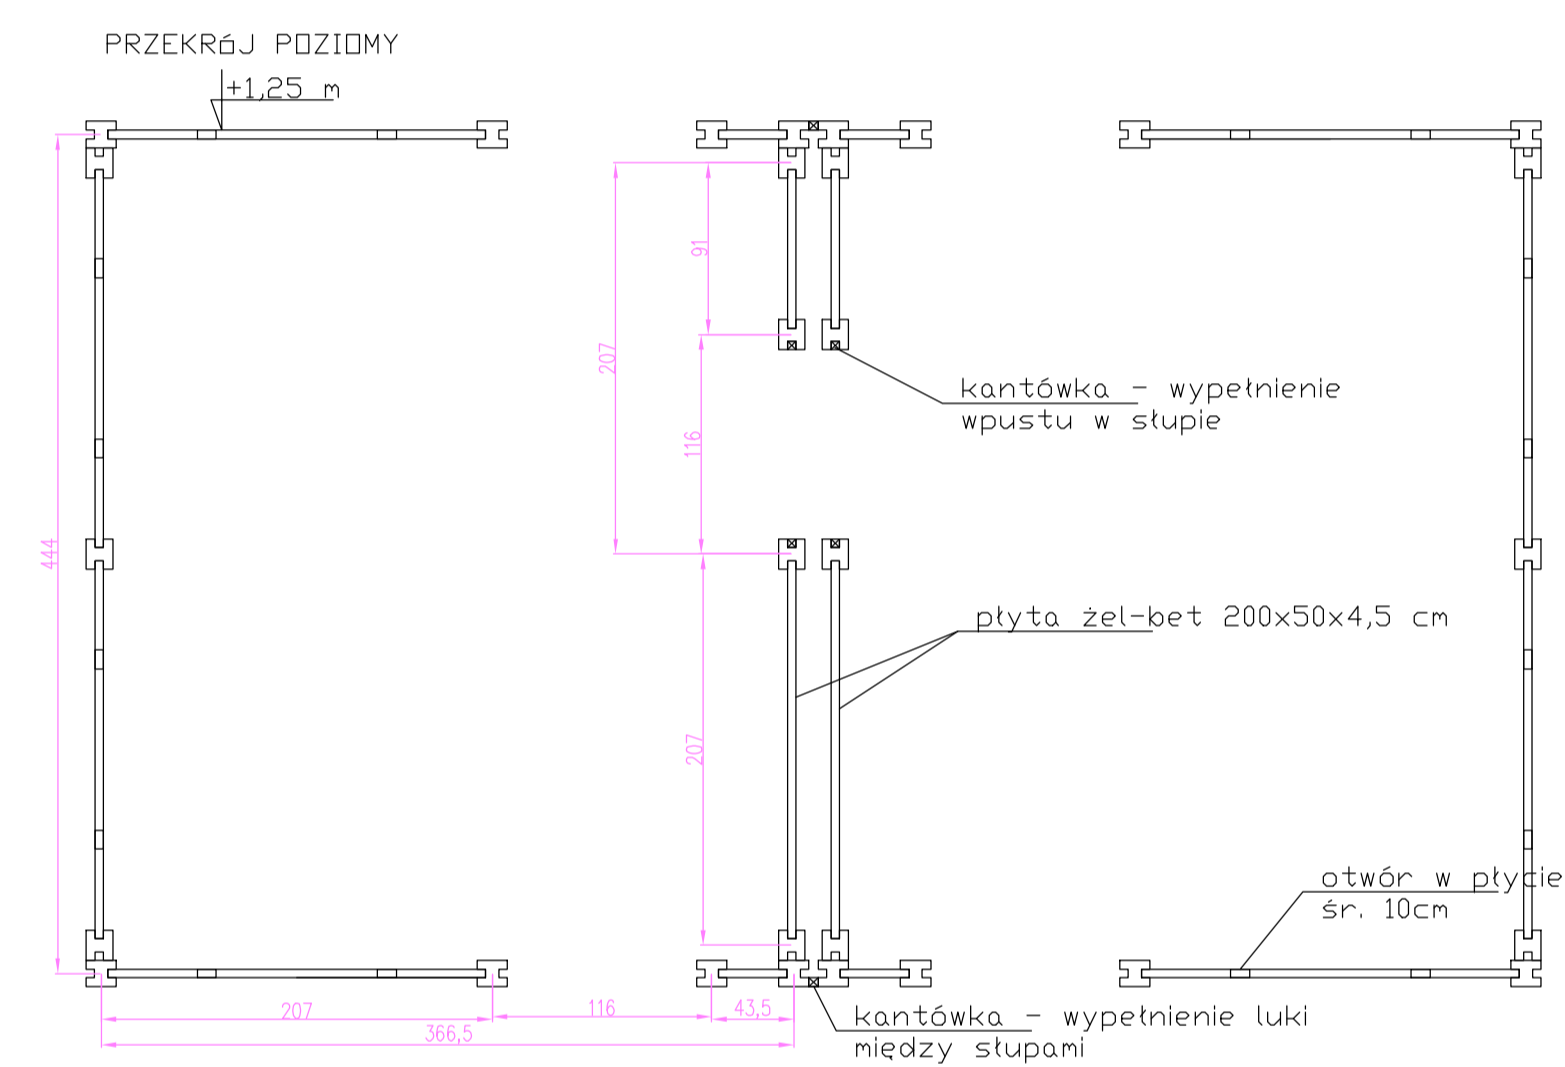 PRZEKRóJ POZIOMY
+1,25 m
91
207
kantówka - wypełnienie
wpustu w słupie
116
444
płyta żel-bet 200x50x4,5 cm
207
otwór w płycie
śr. 10cm
207
116
43,5
366,5
kantówka - wypełnienie luki
między słupami